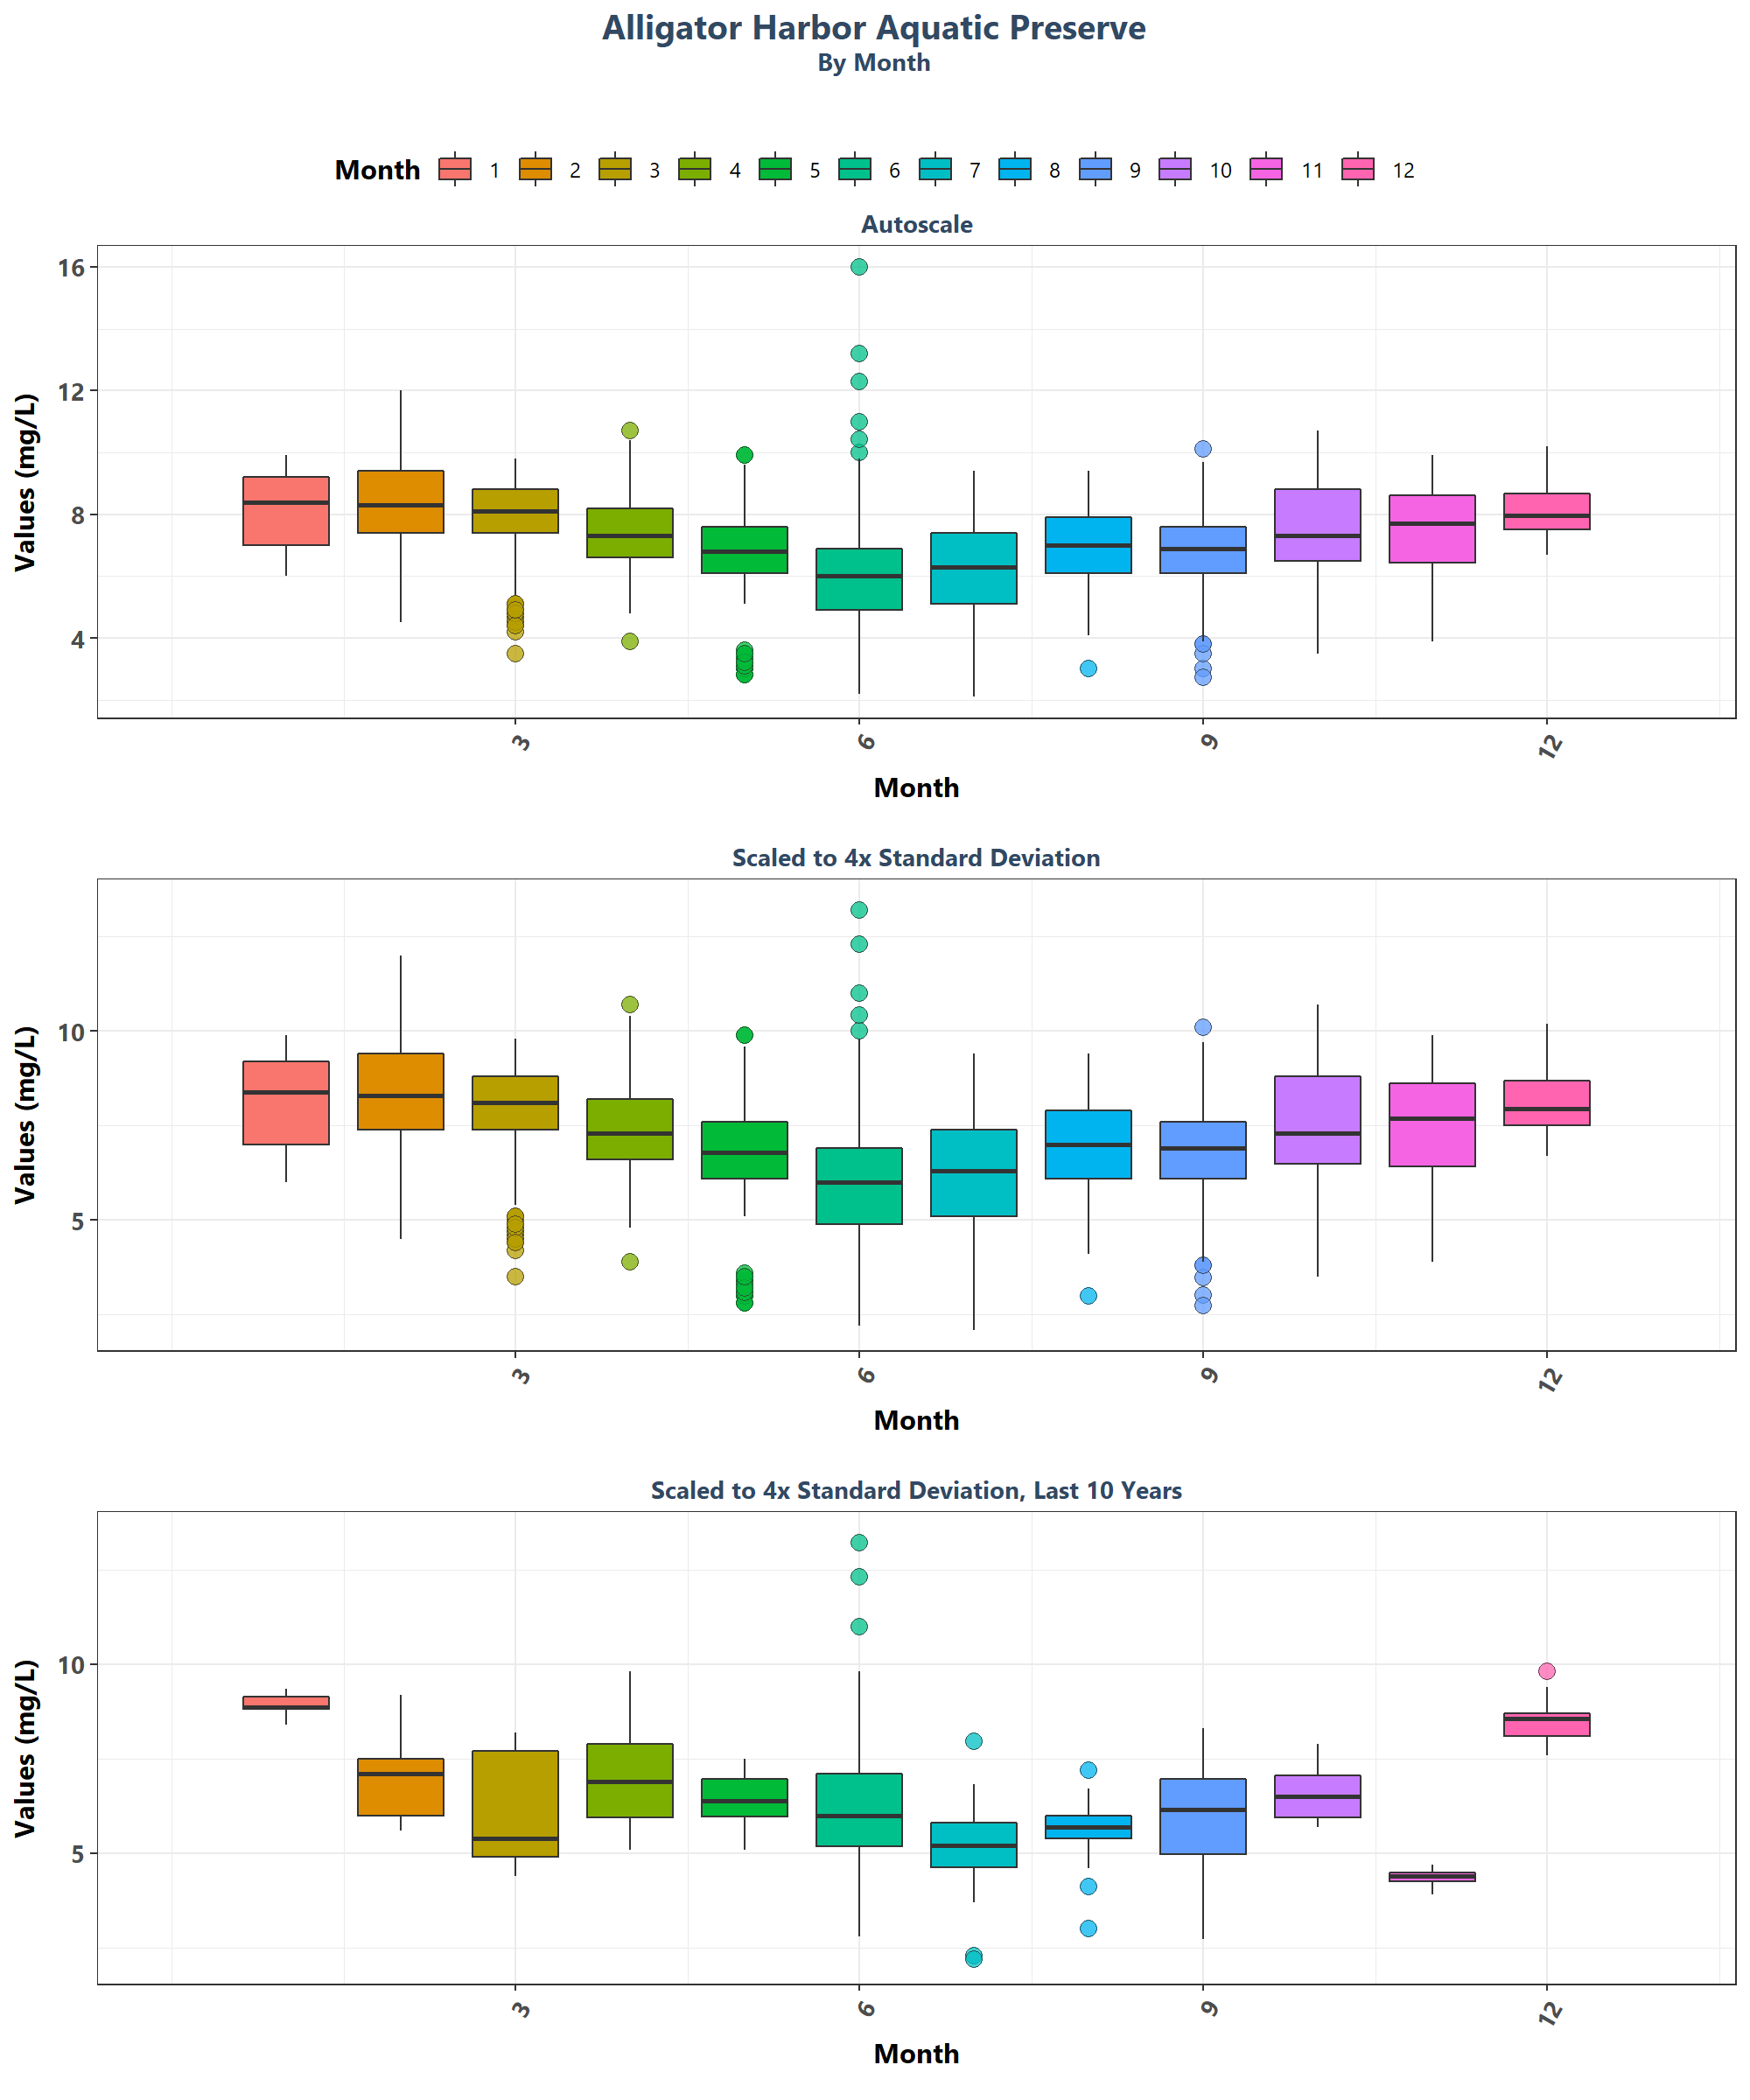 Alligator Harbor Aquatic Preserve
By Month
Month 1 2 3 4 5 6 7 8 9 10 11 12
Autoscale
Values (mg/L)
16
12
8
4
3 6 9 12
Month
Scaled to 4x Standard Deviation
Values (mg/L)
10
5
3 6 9 12
Month
Scaled to 4x Standard Deviation, Last 10 Years
Values (mg/L)
10
5
3 6 9 12
Month